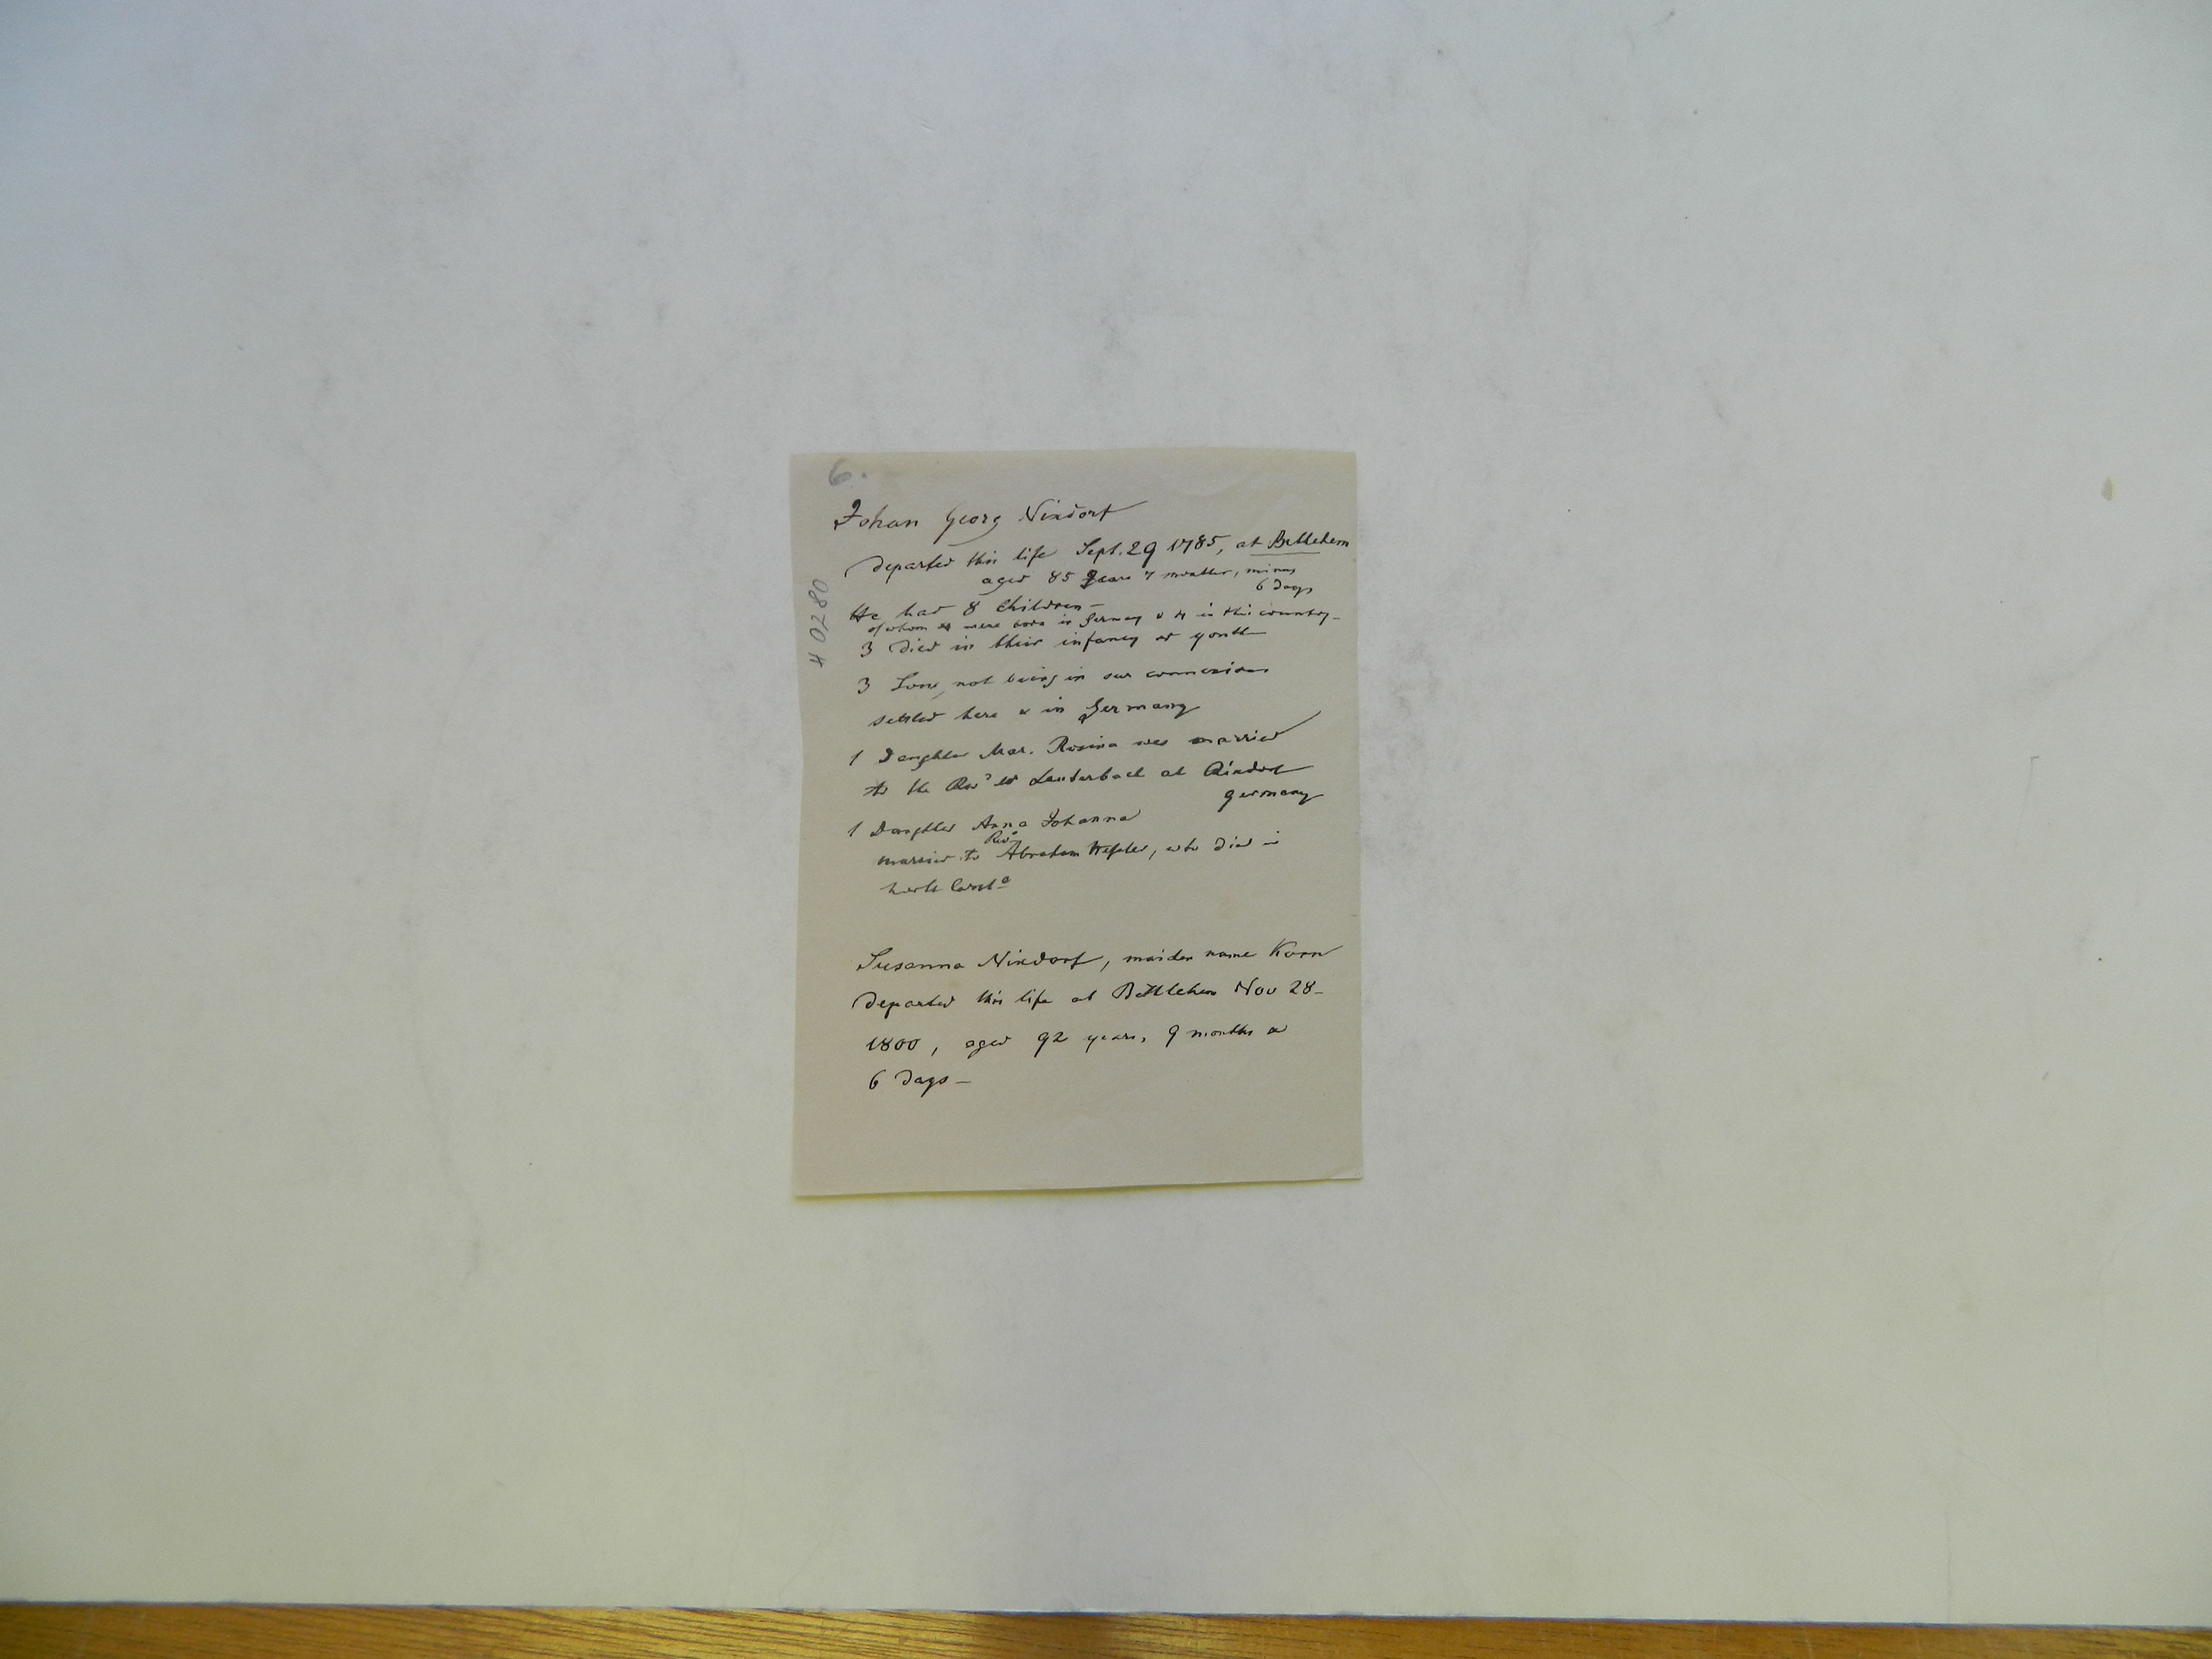 6.
Johan Georg Nixdorf
Departed this life Sept. 29 1785, at Bethlehem
aged 85 years 7 months, minus
6 days
He had 8 Children -
of whom 4 were born in Germany & 4 in this country -
3 died in their infancy or youth
3 Sons, not being in our connexion
settled here & in Germany
1 Daughter Mar. Rosina was married
to the Revd Lauterbach at
Germany
1 Daughter Anna Johanna
Revd
married to Abraham, who died in
North Carola
Susanna Nixdorf, maiden name Korn
departed this life at Bethlehem Nov 28 -
1800, aged 92 years, 9 months &
6 days -
40280